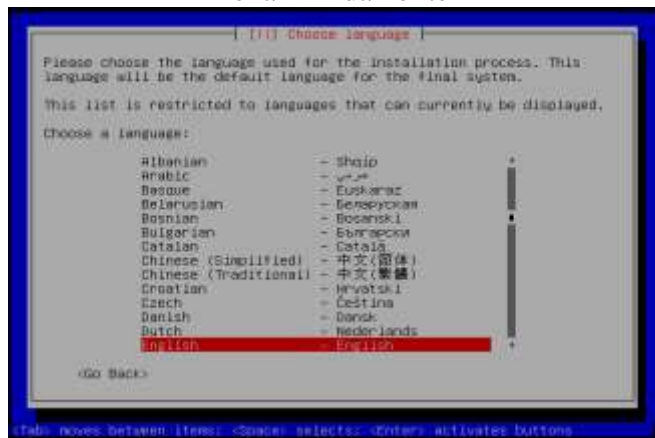 [!!] Choose language
Please choose the language used for the installation process. This
language will be the default language for the final system.
This list is restricted to languages that can currently be displayed.
Choose a language:
Albanian - Shqip
Arabic - عربي
Basque - Euskaraz
Belarusian - Беларуская
Bosnian - Bosanski
Bulgarian - Български
Catalan - Català
Chinese (Simplified) - 中文(简体)
Chinese (Traditional) - 中文(繁體)
Croatian - Hrvatski
Czech - Čeština
Danish - Dansk
Dutch - Nederlands
English - English
<Go Back>
<Tab> moves between items; <Space> selects; <Enter> activates buttons